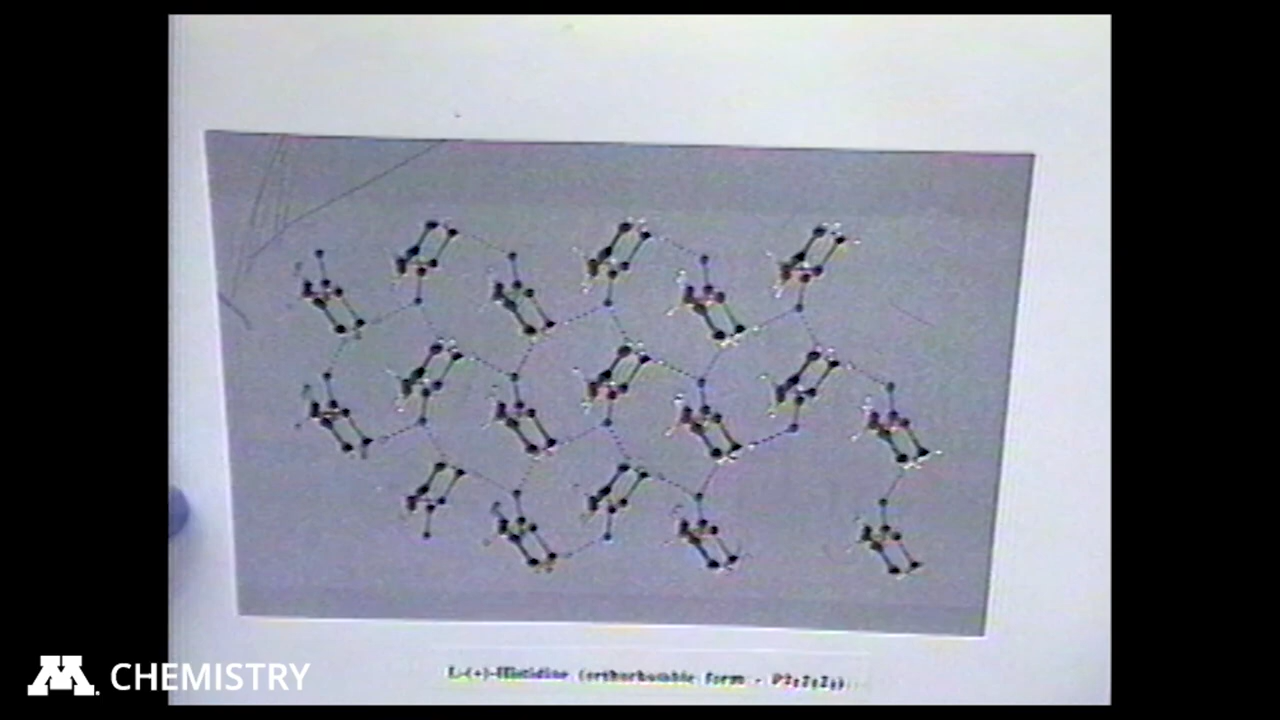 L-(+)-Histidine (orthorhombic form - P2₁2₁2₁)
M. CHEMISTRY